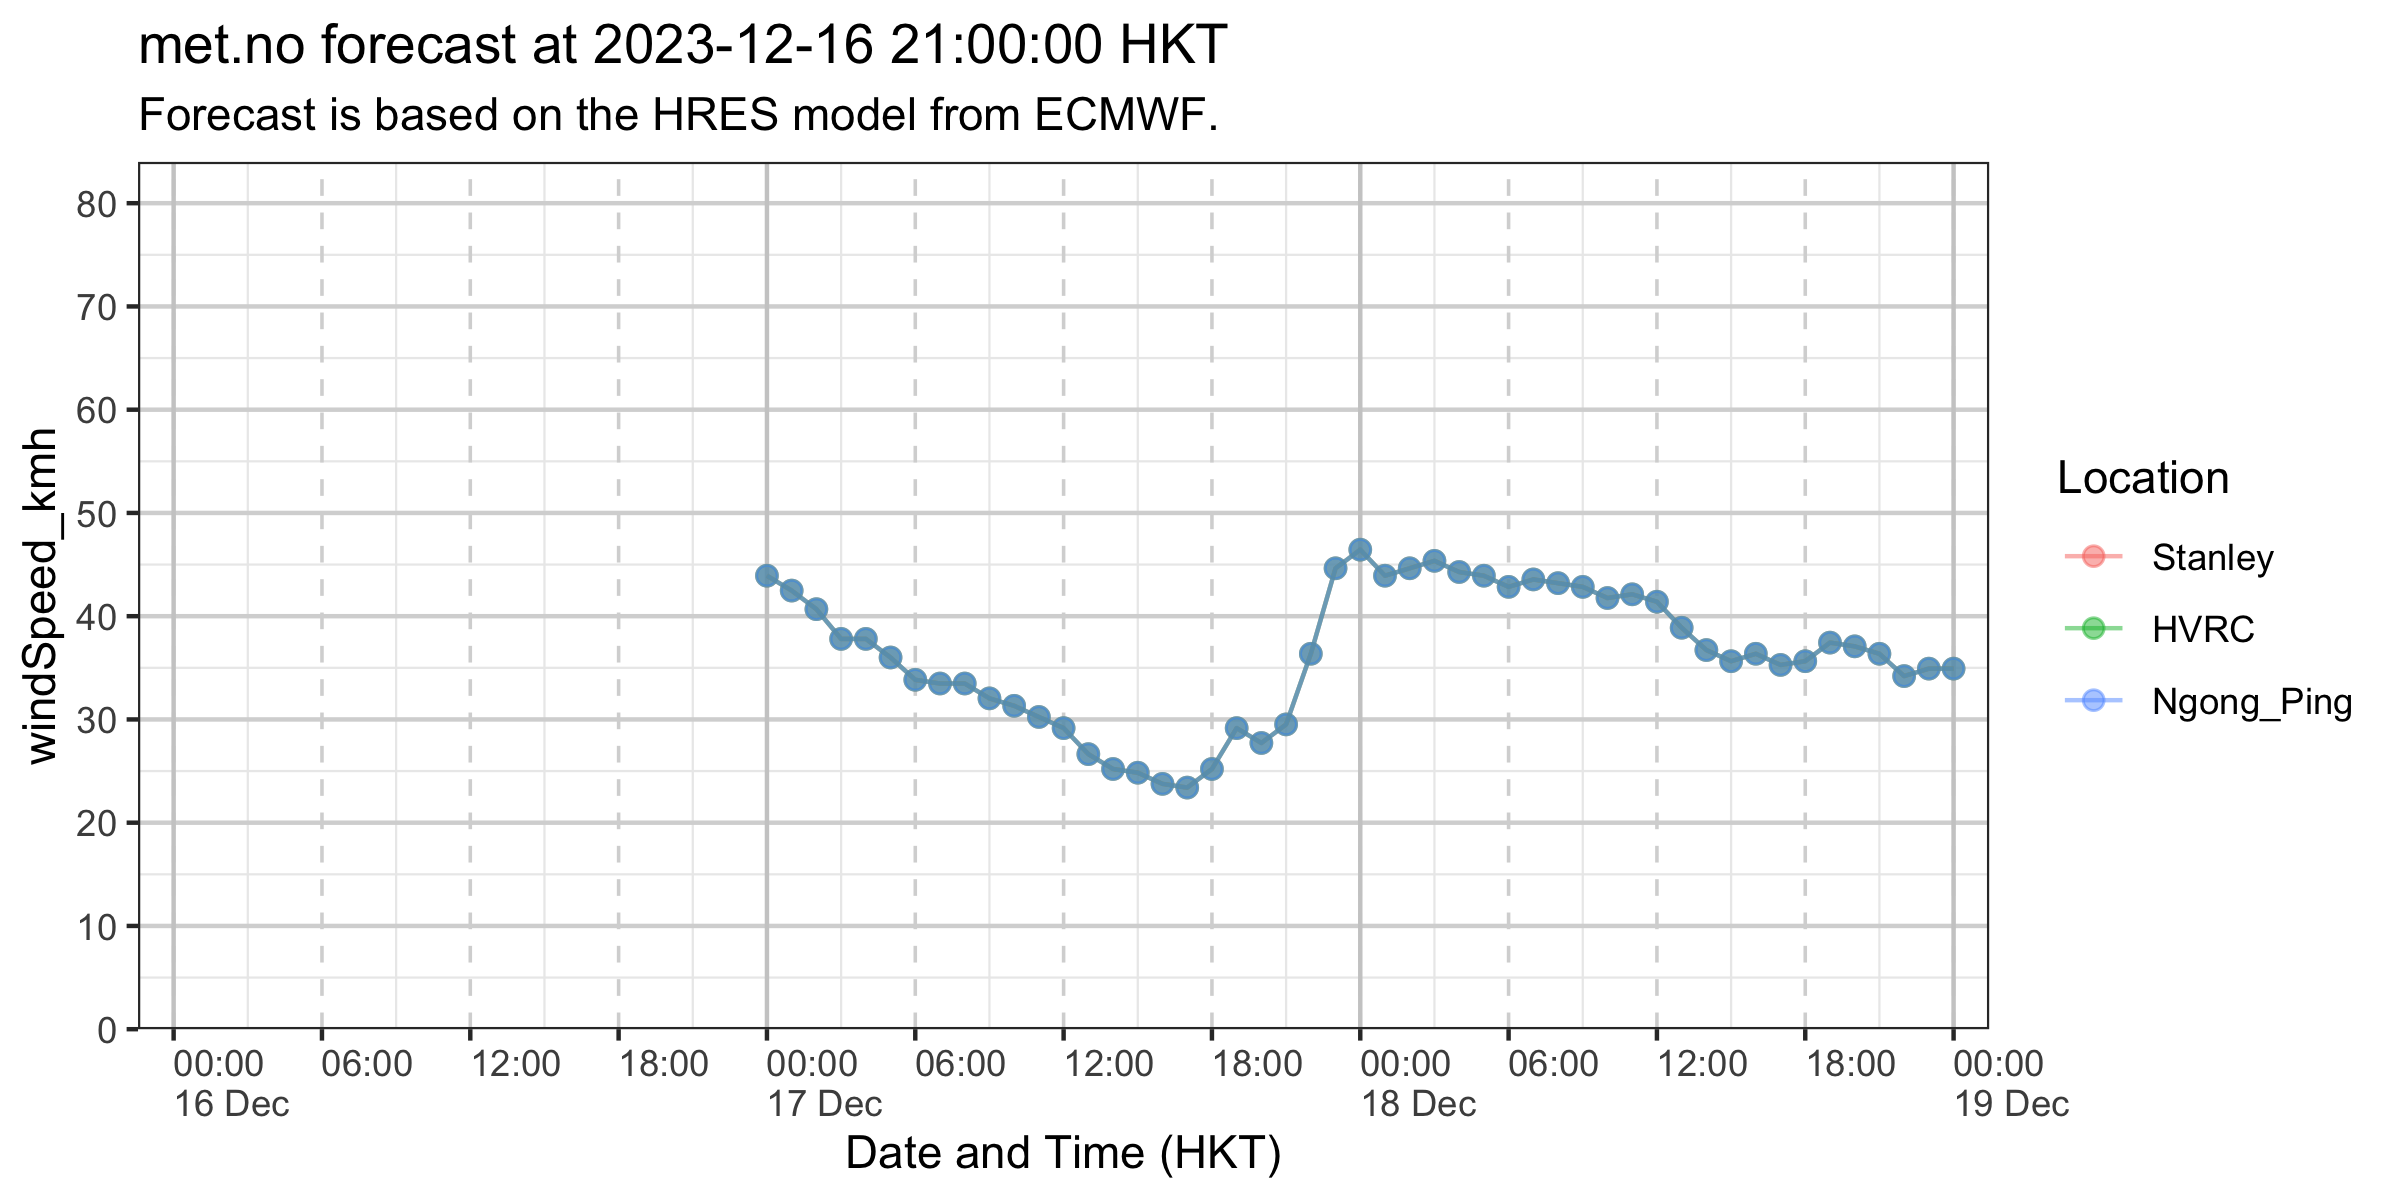 met.no forecast at 2023-12-16 21:00:00 HKT
Forecast is based on the HRES model from ECMWF.
windSpeed_kmh
80
70
60
50
40
30
20
10
0
00:00 06:00 12:00 18:00 00:00 06:00 12:00 18:00 00:00 06:00 12:00 18:00 00:00
16 Dec 17 Dec 18 Dec 19 Dec
Date and Time (HKT)
Location
Stanley
HVRC
Ngong_Ping